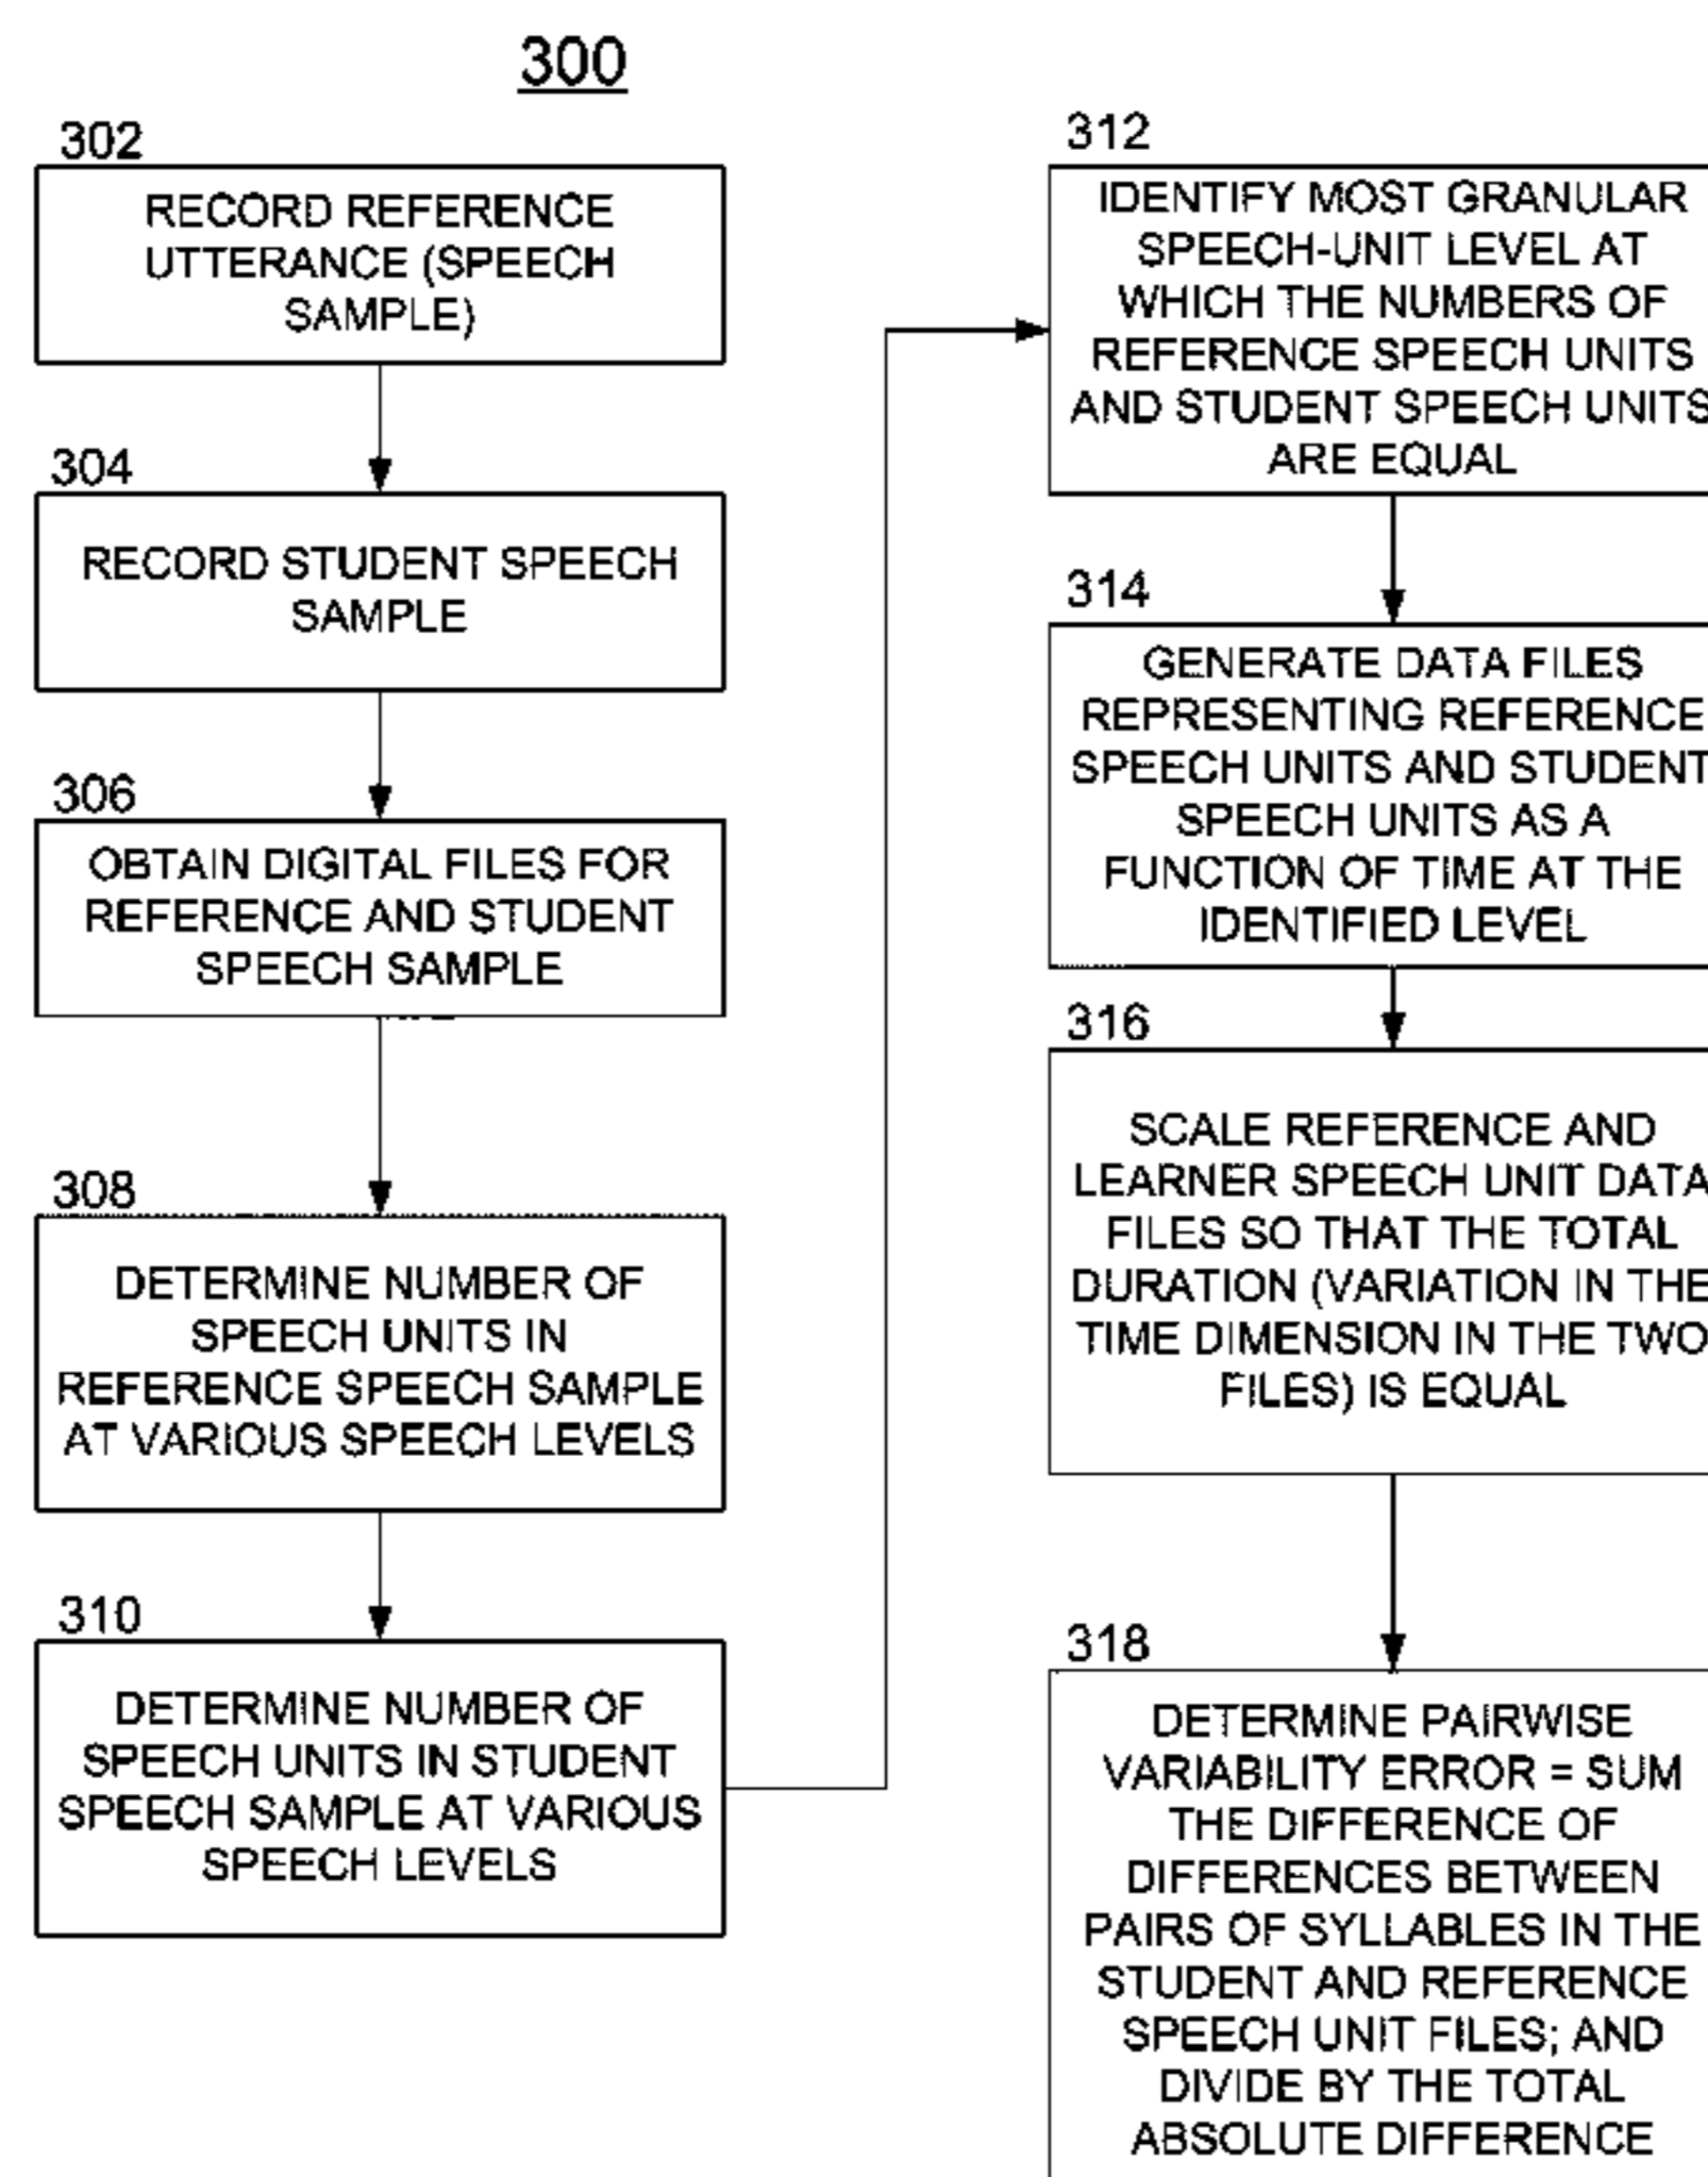 300
302
RECORD REFERENCE
UTTERANCE (SPEECH
SAMPLE)
304
RECORD STUDENT SPEECH
SAMPLE
306
OBTAIN DIGITAL FILES FOR
REFERENCE AND STUDENT
SPEECH SAMPLE
308
DETERMINE NUMBER OF
SPEECH UNITS IN
REFERENCE SPEECH SAMPLE
AT VARIOUS SPEECH LEVELS
310
DETERMINE NUMBER OF
SPEECH UNITS IN STUDENT
SPEECH SAMPLE AT VARIOUS
SPEECH LEVELS
312
IDENTIFY MOST GRANULAR
SPEECH-UNIT LEVEL AT
WHICH THE NUMBERS OF
REFERENCE SPEECH UNITS
AND STUDENT SPEECH UNITS
ARE EQUAL
314
GENERATE DATA FILES
REPRESENTING REFERENCE
SPEECH UNITS AND STUDENT
SPEECH UNITS AS A
FUNCTION OF TIME AT THE
IDENTIFIED LEVEL
316
SCALE REFERENCE AND
LEARNER SPEECH UNIT DATA
FILES SO THAT THE TOTAL
DURATION (VARIATION IN THE
TIME DIMENSION IN THE TWO
FILES) IS EQUAL
318
DETERMINE PAIRWISE
VARIABILITY ERROR = SUM
THE DIFFERENCE OF
DIFFERENCES BETWEEN
PAIRS OF SYLLABLES IN THE
STUDENT AND REFERENCE
SPEECH UNIT FILES; AND
DIVIDE BY THE TOTAL
ABSOLUTE DIFFERENCE